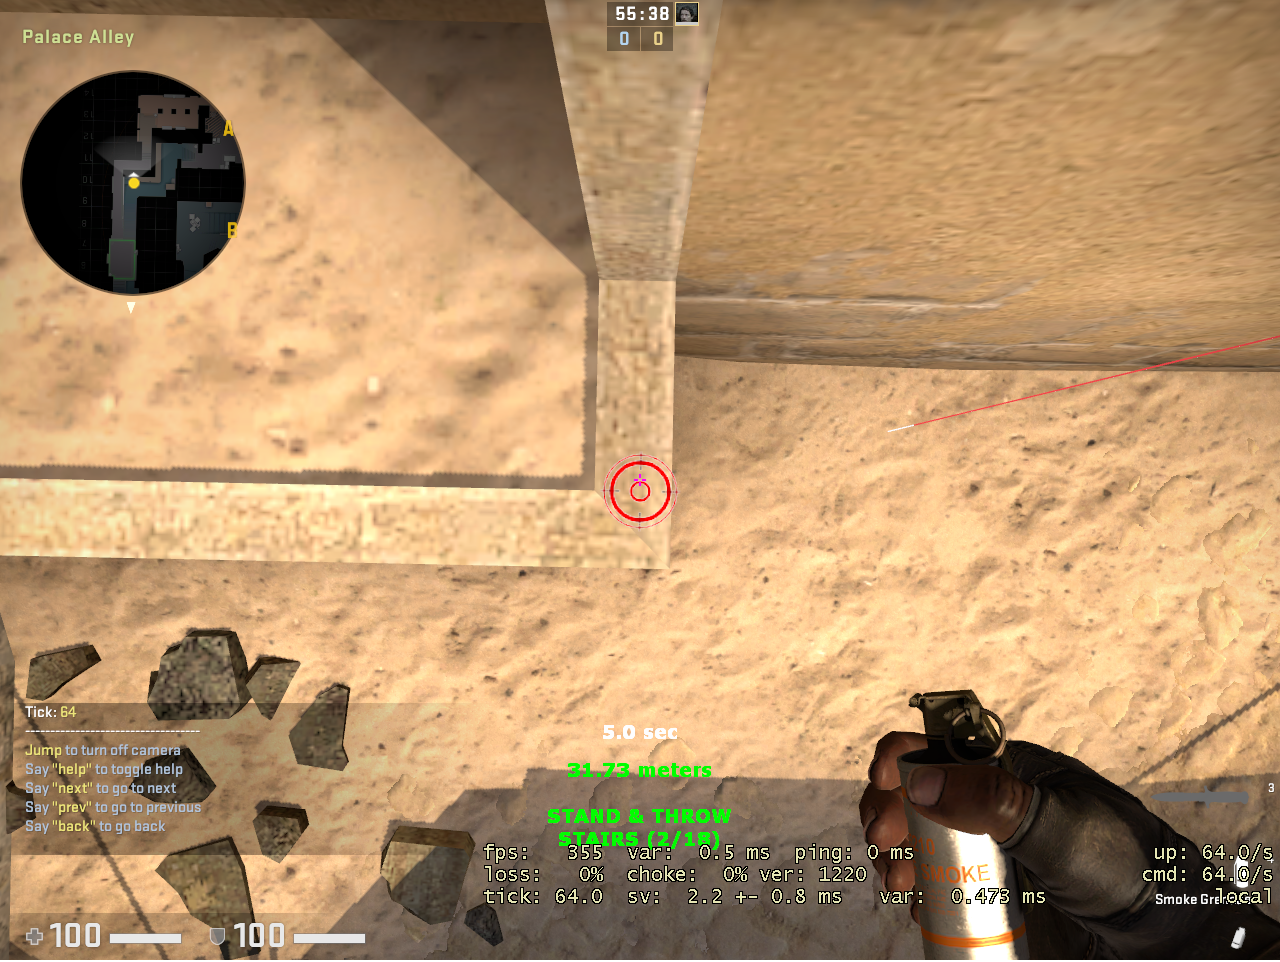 55:38
0 0
Palace Alley
A
B
Tick: 64
-----------------------------------
Jump to turn off camera
Say "help" to toggle help
Say "next" to go to next
Say "prev" to go to previous
Say "back" to go back
5.0 sec
31.73 meters
STAND & THROW
STAIRS (2/18)
3
fps: 355 var: 0.5 ms ping: 0 ms
loss: 0% choke: 0% ver: 1220
tick: 64.0 sv: 2.2 +- 0.8 ms var: 0.473 ms
up: 64.0/s
cmd: 64.0/s
local
SMOKE
Smoke
100
100